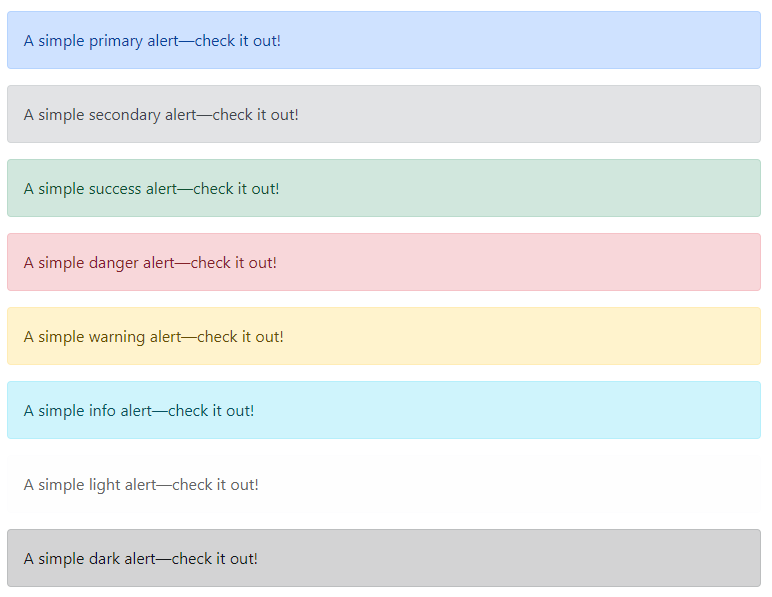 A simple primary alert—check it out!
A simple secondary alert—check it out!
A simple success alert—check it out!
A simple danger alert—check it out!
A simple warning alert—check it out!
A simple info alert—check it out!
A simple light alert—check it out!
A simple dark alert—check it out!